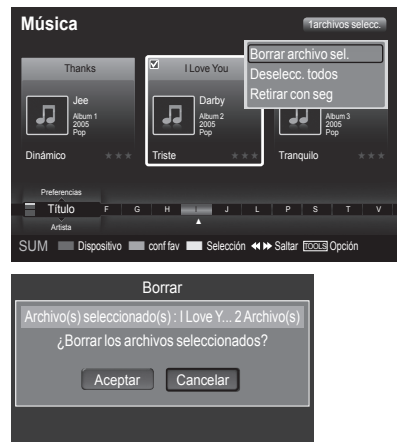 Música
1archivos selecc.
Borrar archivo sel.
Deselecc. todos
Retirar con seg
Thanks
I Love You
Jee
Album 1
2005
Pop
Darby
Album 2
2005
Pop
Album 3
2005
Pop
Dinámico
Triste
Tranquilo
Preferencias
Título F G H I J L P S T V
Artista
SUM Dispositivo conf fav Selección Saltar TOOLS Opción
Borrar
Archivo(s) seleccionado(s) : I Love Y... 2 Archivo(s)
¿Borrar los archivos seleccionados?
Aceptar Cancelar